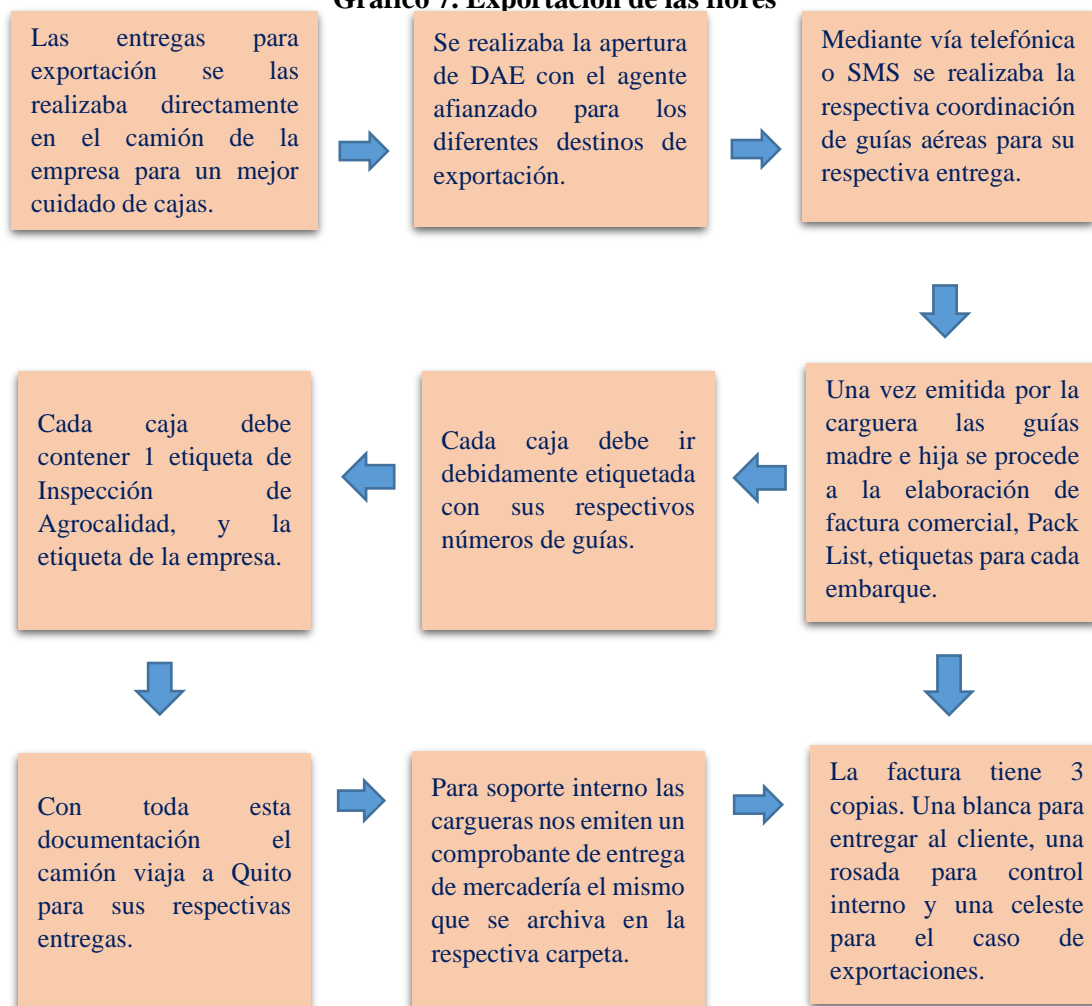 Gráfico 7. Exportación de las flores
Las entregas para
exportación se las
realizaba directamente
en el camión de la
empresa para un mejor
cuidado de cajas.
Se realizaba la apertura
de DAE con el agente
afianzado para los
diferentes destinos de
exportación.
Mediante vía telefónica
o SMS se realizaba la
respectiva coordinación
de guías aéreas para su
respectiva entrega.
Una vez emitida por la
carguera las guías
madre e hija se procede
a la elaboración de
factura comercial, Pack
List, etiquetas para cada
embarque.
Cada caja debe ir
debidamente etiquetada
con sus respectivos
números de guías.
Cada caja debe
contener 1 etiqueta de
Inspección de
Agrocalidad, y la
etiqueta de la empresa.
Con toda esta
documentación el
camión viaja a Quito
para sus respectivas
entregas.
Para soporte interno las
cargueras nos emiten un
comprobante de entrega
de mercadería el mismo
que se archiva en la
respectiva carpeta.
La factura tiene 3
copias. Una blanca para
entregar al cliente, una
rosada para control
interno y una celeste
para el caso de
exportaciones.